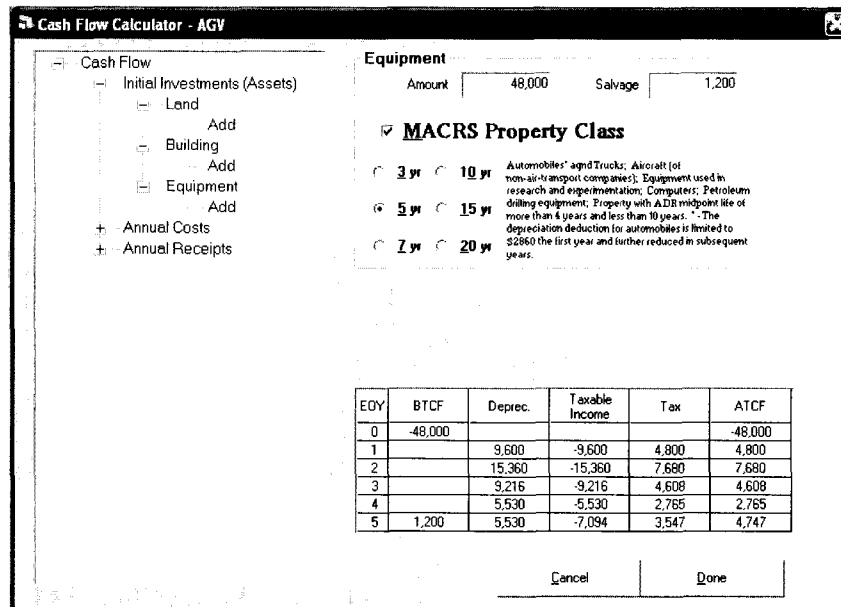 Cash Flow Calculator - AGV
Cash Flow
Initial Investments (Assets)
Land
Add
Building
Add
Equipment
Add
Annual Costs
Annual Receipts
Equipment
Amount 48,000 Salvage 1,200
MACRS Property Class
3 yr 10 yr
5 yr 15 yr
7 yr 20 yr
Automobiles* aqnd Trucks; Aircraft (of
non-air-transport companies); Equipment used in
research and experimentation; Computers; Petroleum
drilling equipment; Property with ADR midpoint life of
more than 4 years and less than 10 years. * - The
depreciation deduction for automobiles is limited to
$2860 the first year and further reduced in subsequent
years.
EOY BTCF Deprec. Taxable Income Tax ATCF
0 -48,000 -48,000
1 9,600 -9,600 4,800 4,800
2 15,360 -15,360 7,680 7,680
3 9,216 -9,216 4,608 4,608
4 5,530 -5,530 2,765 2,765
5 1,200 5,530 -7,094 3,547 4,747
Cancel Done